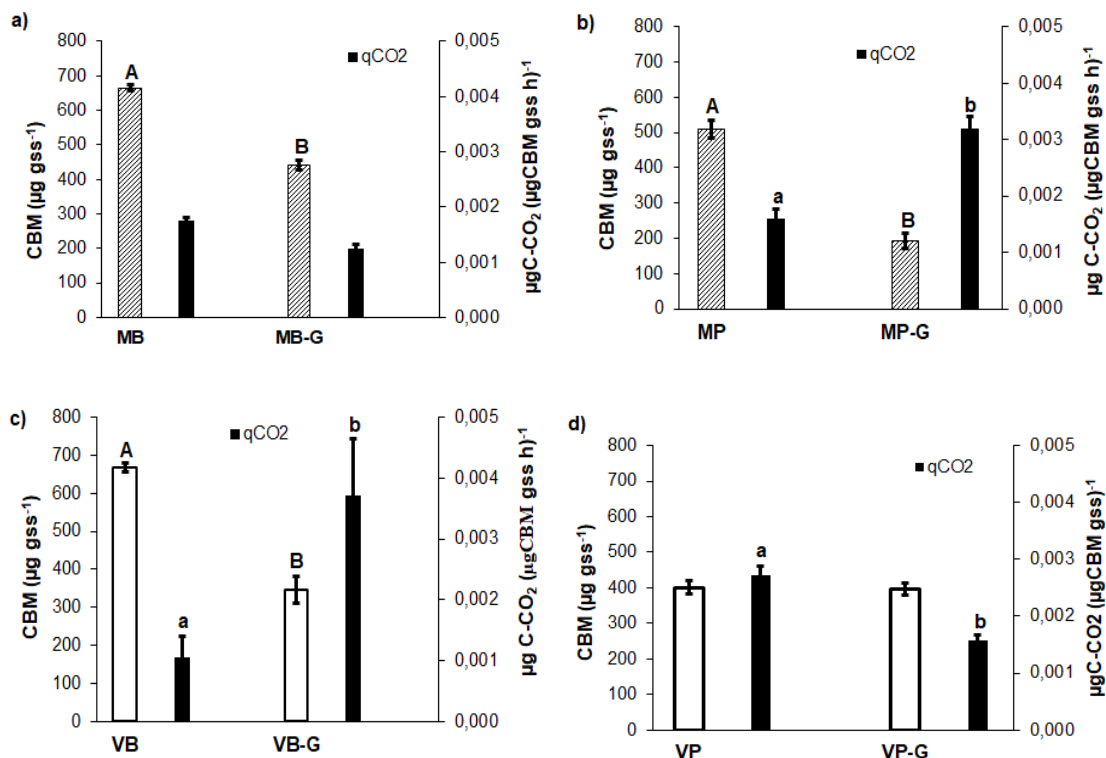 a)
qCO2
CBM (µg gss⁻¹)
800
700
600
500
400
300
200
100
0
A
B
MB
MB-G
0,005
0,004
0,003
0,002
0,001
0,000
µgC-CO₂ (µgCBM gss h)⁻¹
b)
qCO2
CBM (µg gss⁻¹)
800
700
600
500
400
300
200
100
0
A
a
B
b
MP
MP-G
0,005
0,004
0,003
0,002
0,001
0,000
µg C-CO₂ (µgCBM gss h)⁻¹
c)
qCO2
CBM (µg gss⁻¹)
800
700
600
500
400
300
200
100
0
A
a
B
b
VB
VB-G
0,005
0,004
0,003
0,002
0,001
0,000
µg C-CO₂ (µgCBM gss h)⁻¹
d)
qCO2
CBM (µg gss⁻¹)
800
700
600
500
400
300
200
100
0
a
b
VP
VP-G
0,005
0,004
0,003
0,002
0,001
0,000
µgC-CO2 (µgCBM gss)⁻¹